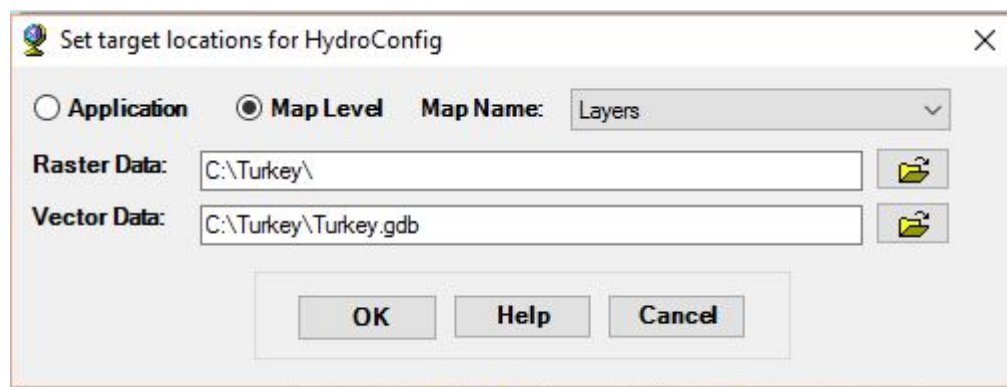 Set target locations for HydroConfig
Application Map Level Map Name: Layers
Raster Data: C:\Turkey\
Vector Data: C:\Turkey\Turkey.gdb
OK Help Cancel